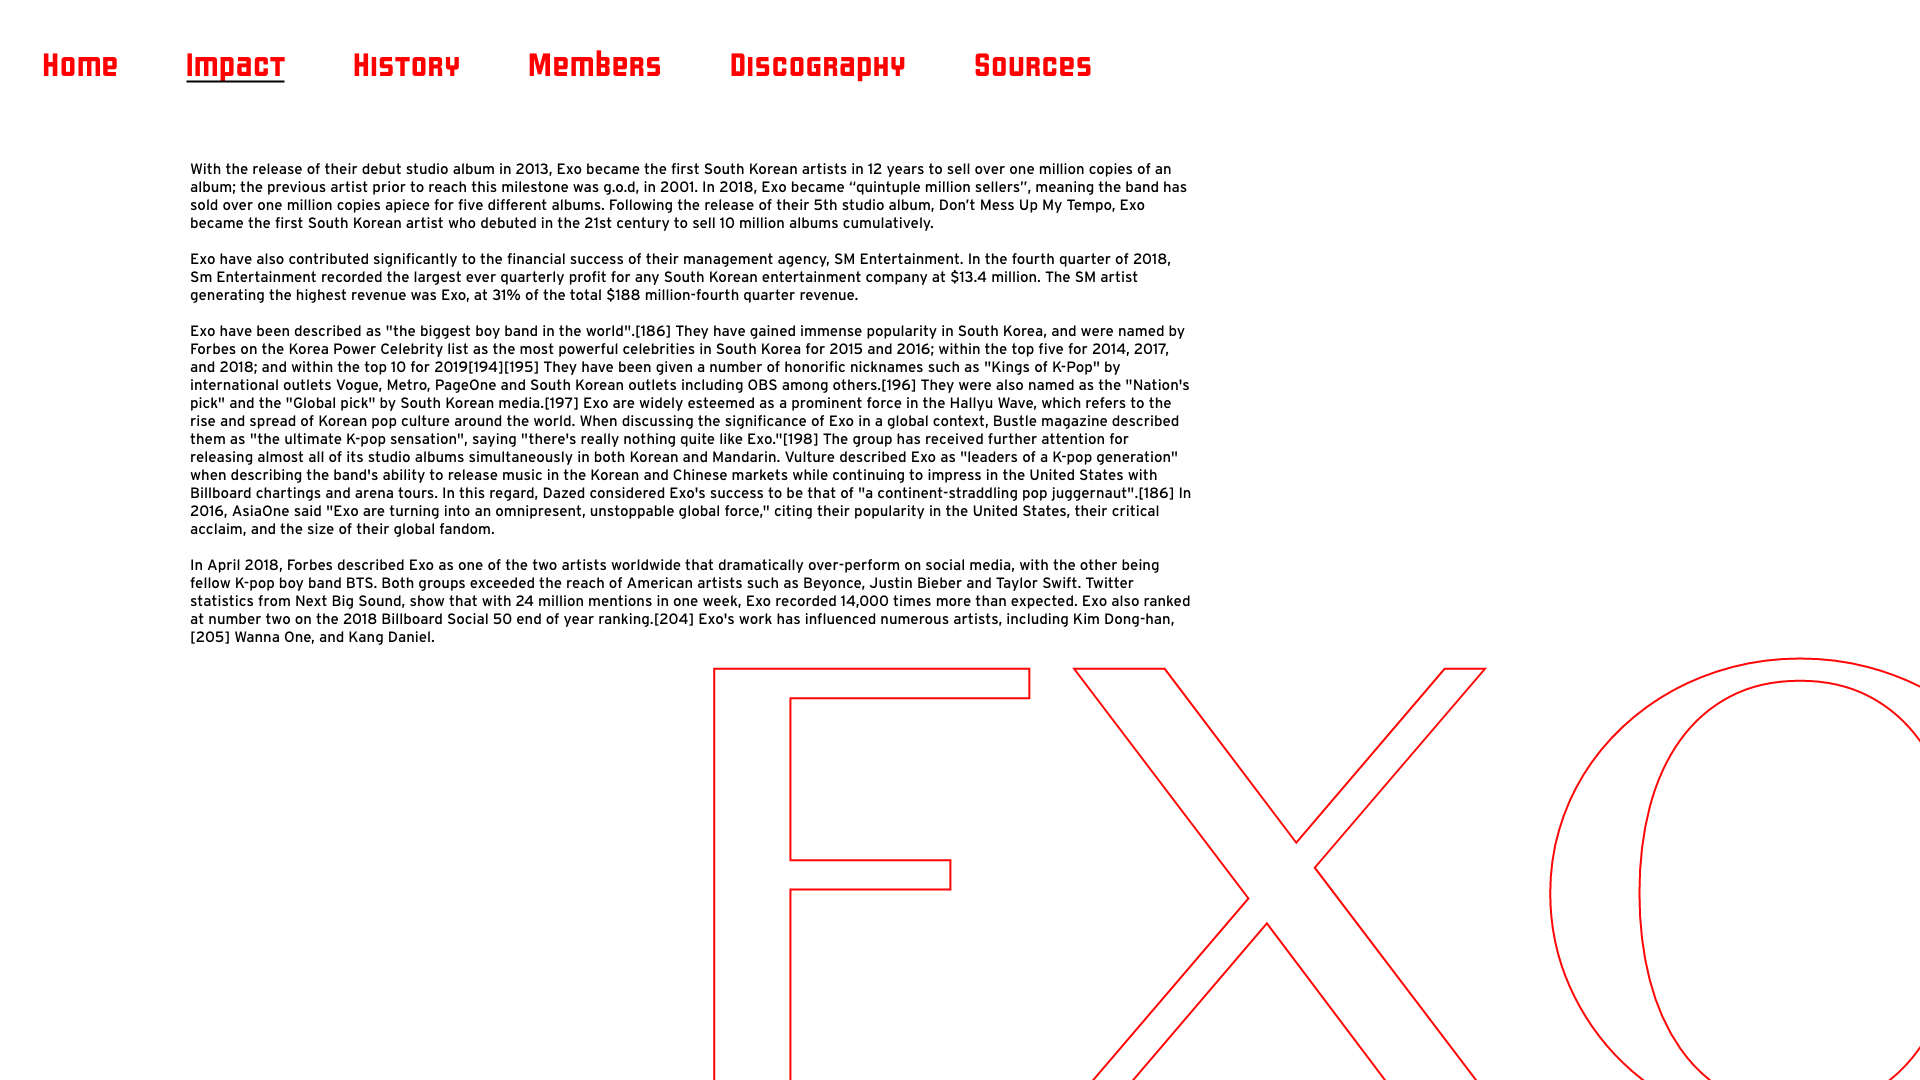 Home Impact History Members Discography Sources
With the release of their debut studio album in 2013, Exo became the first South Korean artists in 12 years to sell over one million copies of an
album; the previous artist prior to reach this milestone was g.o.d, in 2001. In 2018, Exo became “quintuple million sellers”, meaning the band has
sold over one million copies apiece for five different albums. Following the release of their 5th studio album, Don’t Mess Up My Tempo, Exo
became the first South Korean artist who debuted in the 21st century to sell 10 million albums cumulatively.
Exo have also contributed significantly to the financial success of their management agency, SM Entertainment. In the fourth quarter of 2018,
Sm Entertainment recorded the largest ever quarterly profit for any South Korean entertainment company at $13.4 million. The SM artist
generating the highest revenue was Exo, at 31% of the total $188 million-fourth quarter revenue.
Exo have been described as "the biggest boy band in the world".[186] They have gained immense popularity in South Korea, and were named by
Forbes on the Korea Power Celebrity list as the most powerful celebrities in South Korea for 2015 and 2016; within the top five for 2014, 2017,
and 2018; and within the top 10 for 2019[194][195] They have been given a number of honorific nicknames such as "Kings of K-Pop" by
international outlets Vogue, Metro, PageOne and South Korean outlets including OBS among others.[196] They were also named as the "Nation's
pick" and the "Global pick" by South Korean media.[197] Exo are widely esteemed as a prominent force in the Hallyu Wave, which refers to the
rise and spread of Korean pop culture around the world. When discussing the significance of Exo in a global context, Bustle magazine described
them as "the ultimate K-pop sensation", saying "there's really nothing quite like Exo."[198] The group has received further attention for
releasing almost all of its studio albums simultaneously in both Korean and Mandarin. Vulture described Exo as "leaders of a K-pop generation"
when describing the band's ability to release music in the Korean and Chinese markets while continuing to impress in the United States with
Billboard chartings and arena tours. In this regard, Dazed considered Exo's success to be that of "a continent-straddling pop juggernaut".[186] In
2016, AsiaOne said "Exo are turning into an omnipresent, unstoppable global force," citing their popularity in the United States, their critical
acclaim, and the size of their global fandom.
In April 2018, Forbes described Exo as one of the two artists worldwide that dramatically over-perform on social media, with the other being
fellow K-pop boy band BTS. Both groups exceeded the reach of American artists such as Beyonce, Justin Bieber and Taylor Swift. Twitter
statistics from Next Big Sound, show that with 24 million mentions in one week, Exo recorded 14,000 times more than expected. Exo also ranked
at number two on the 2018 Billboard Social 50 end of year ranking.[204] Exo's work has influenced numerous artists, including Kim Dong-han,
[205] Wanna One, and Kang Daniel.
EXO